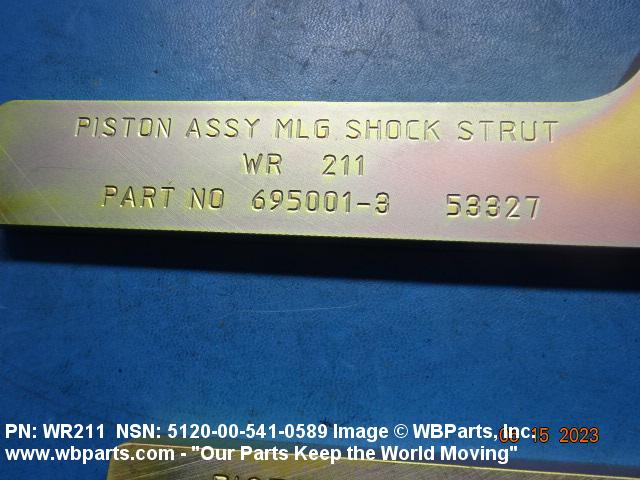 PISTON ASSY MLG SHOCK STRUT
WR 211
PART NO 695001-3 53327
PN: WR211 NSN: 5120-00-541-0589 Image © WBParts, Inc.
15 2023
www.wbparts.com - "Our Parts Keep the World Moving"